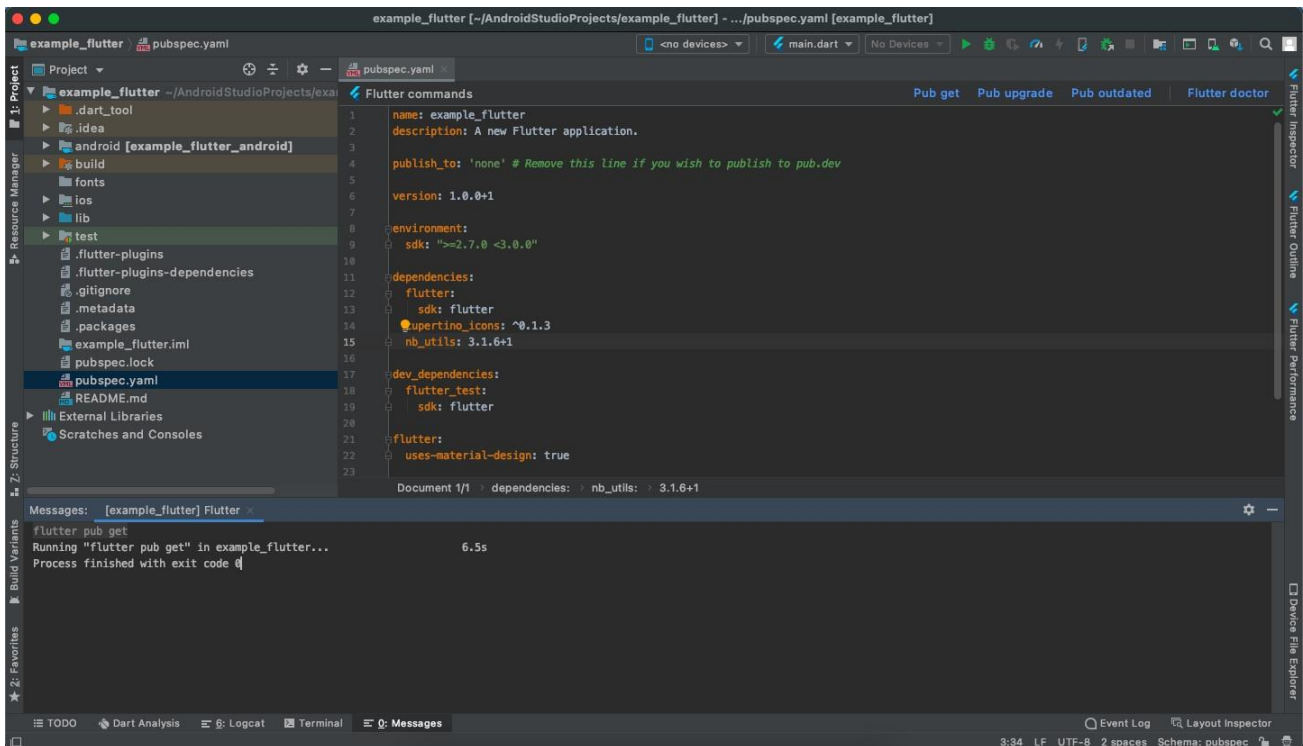 example_flutter [~/AndroidStudioProjects/example_flutter] - .../pubspec.yaml [example_flutter]
example_flutter pubspec.yaml
<no devices> main.dart No Devices
Project
pubspec.yaml
1: Project
Resource Manager
Z: Structure
Build Variants
2: Favorites
example_flutter ~/AndroidStudioProjects/exa
.dart_tool
.idea
android [example_flutter_android]
build
fonts
ios
lib
test
.flutter-plugins
.flutter-plugins-dependencies
.gitignore
.metadata
.packages
example_flutter.iml
pubspec.lock
pubspec.yaml
README.md
External Libraries
Scratches and Consoles
Flutter commands Pub get Pub upgrade Pub outdated Flutter doctor
1 name: example_flutter
2 description: A new Flutter application.
3
4 publish_to: 'none' # Remove this line if you wish to publish to pub.dev
5
6 version: 1.0.0+1
7
8 environment:
9 sdk: ">=2.7.0 <3.0.0"
10
11 dependencies:
12 flutter:
13 sdk: flutter
14 cupertino_icons: ^0.1.3
15 nb_utils: 3.1.6+1
16
17 dev_dependencies:
18 flutter_test:
19 sdk: flutter
20
21 flutter:
22 uses-material-design: true
23
Document 1/1 dependencies: nb_utils: 3.1.6+1
Flutter Inspector
Flutter Outline
Flutter Performance
Device File Explorer
Messages: [example_flutter] Flutter
flutter pub get
Running "flutter pub get" in example_flutter... 6.5s
Process finished with exit code 0
TODO Dart Analysis 6: Logcat Terminal 0: Messages Event Log Layout Inspector
3:34 LF UTF-8 2 spaces Schema: pubspec